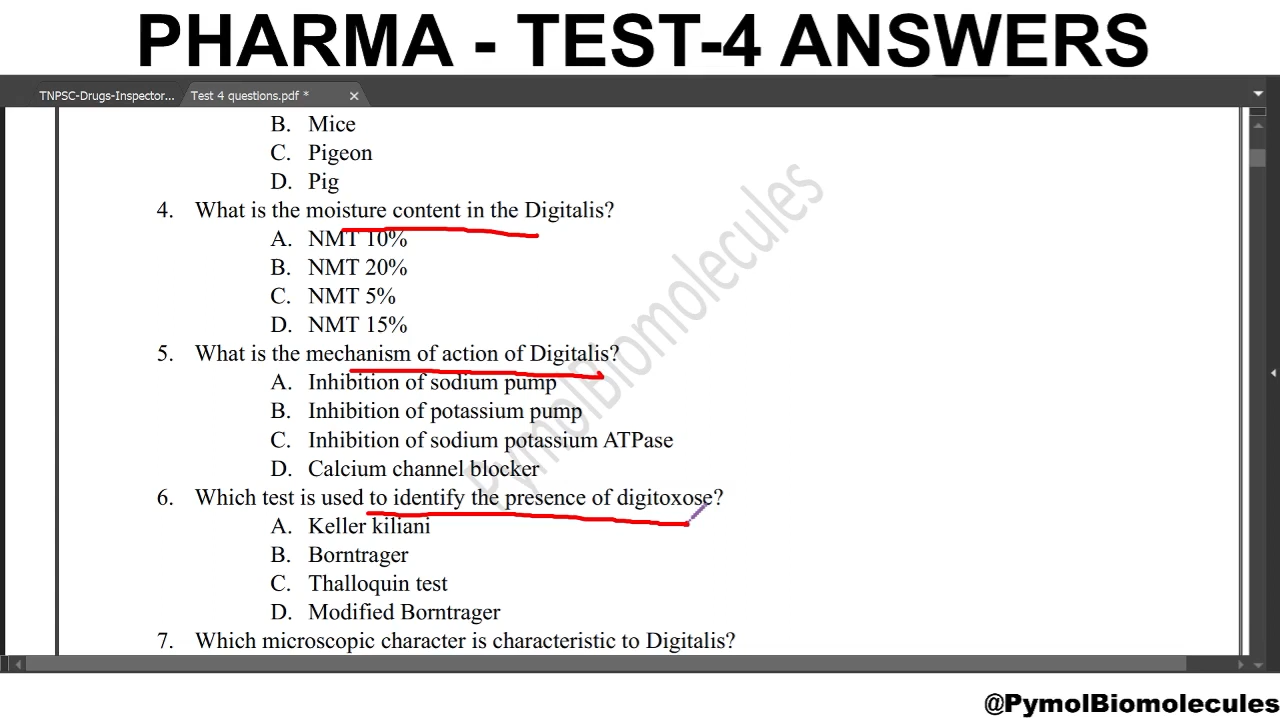 PHARMA - TEST-4 ANSWERS
TNPSC-Drugs-Inspector... Test 4 questions.pdf *
B. Mice
C. Pigeon
D. Pig
4. What is the moisture content in the Digitalis?
A. NMT 10%
B. NMT 20%
C. NMT 5%
D. NMT 15%
5. What is the mechanism of action of Digitalis?
A. Inhibition of sodium pump
B. Inhibition of potassium pump
C. Inhibition of sodium potassium ATPase
D. Calcium channel blocker
6. Which test is used to identify the presence of digitoxose?
A. Keller kiliani
B. Borntrager
C. Thalloquin test
D. Modified Borntrager
7. Which microscopic character is characteristic to Digitalis?
PymolBiomolecules
@PymolBiomolecules